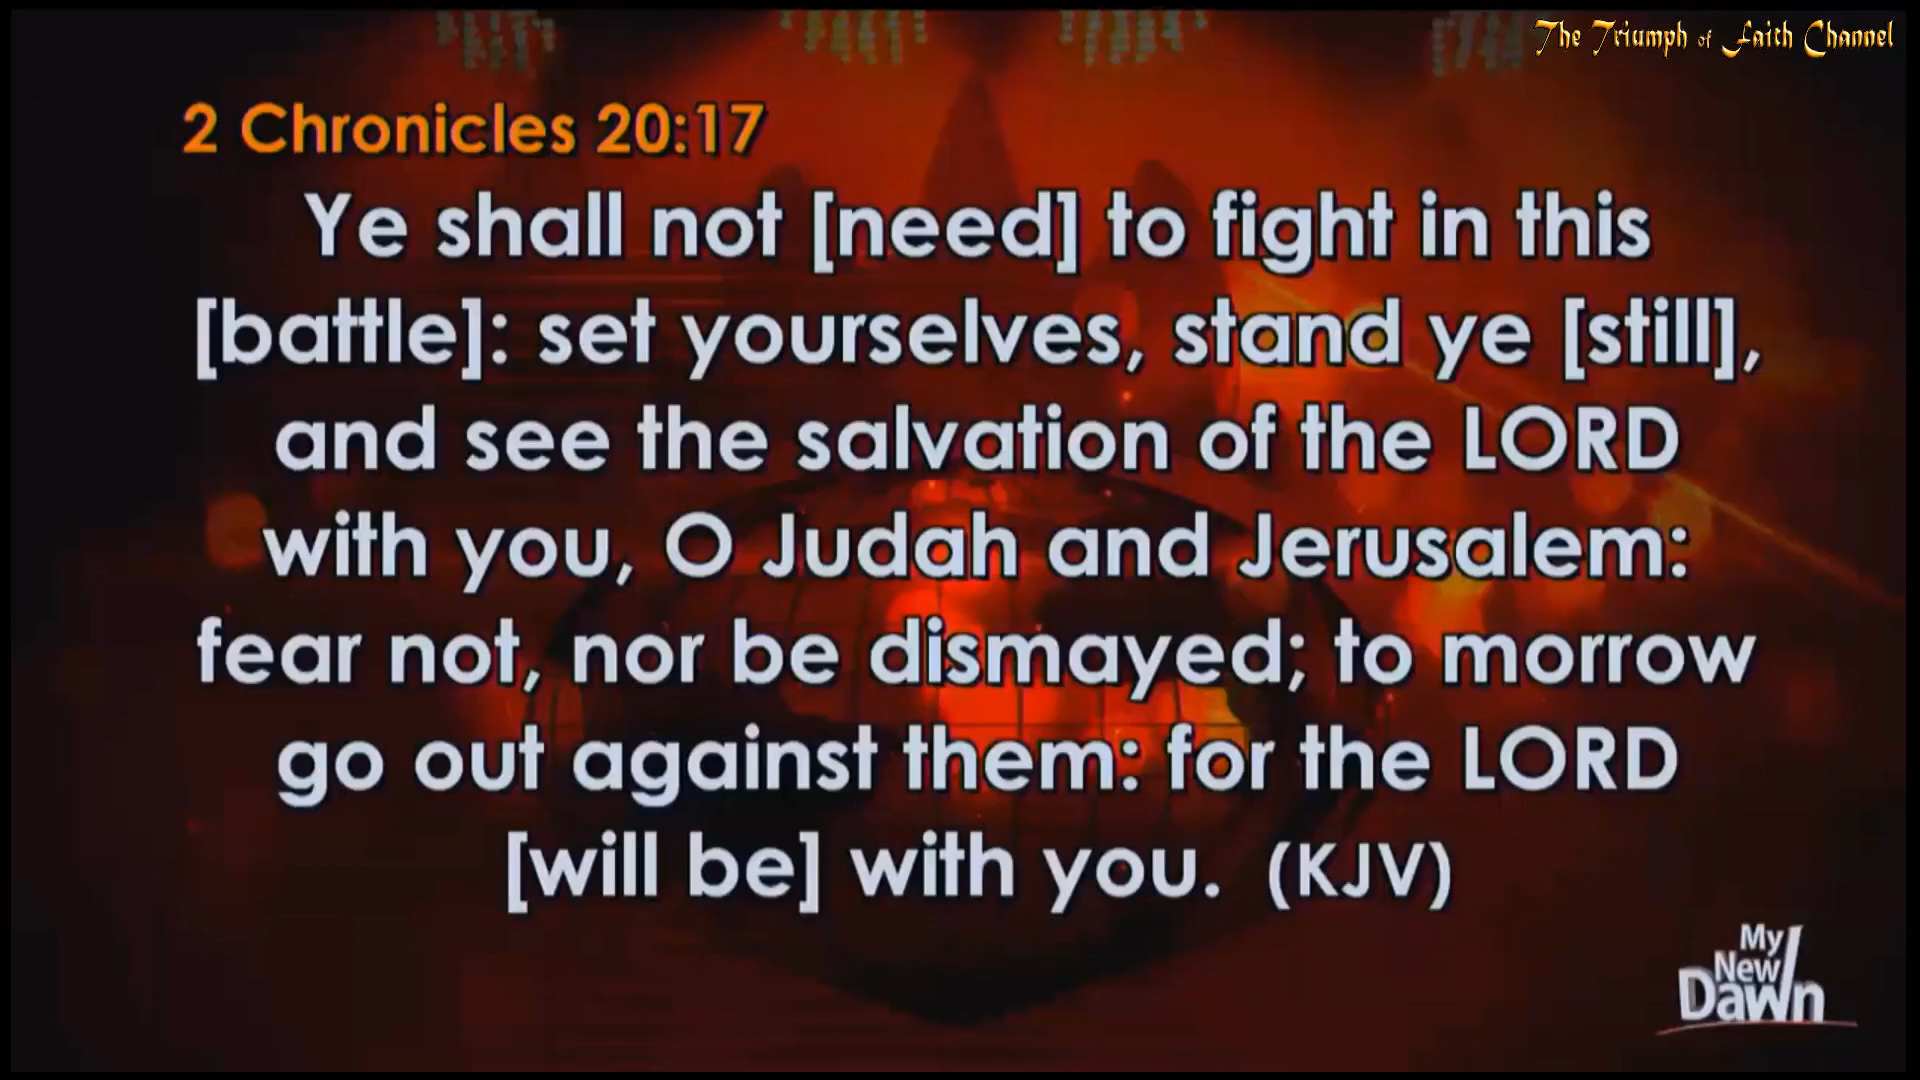 The Triumph of Faith Channel
2 Chronicles 20:17
Ye shall not [need] to fight in this
[battle]: set yourselves, stand ye [still],
and see the salvation of the LORD
with you, O Judah and Jerusalem:
fear not, nor be dismayed; to morrow
go out against them: for the LORD
[will be] with you. (KJV)
My
New
Dawn